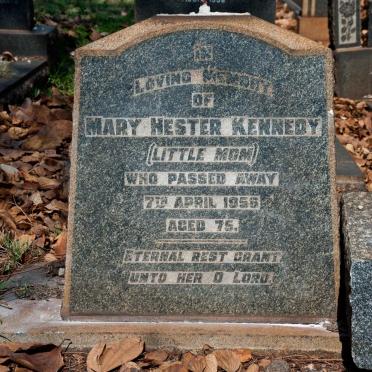 IN
LOVING MEMORY
OF
MARY HESTER KENNEDY
(LITTLE MOM)
WHO PASSED AWAY
7TH APRIL 1956
AGED 75.
ETERNAL REST GRANT
UNTO HER O LORD.